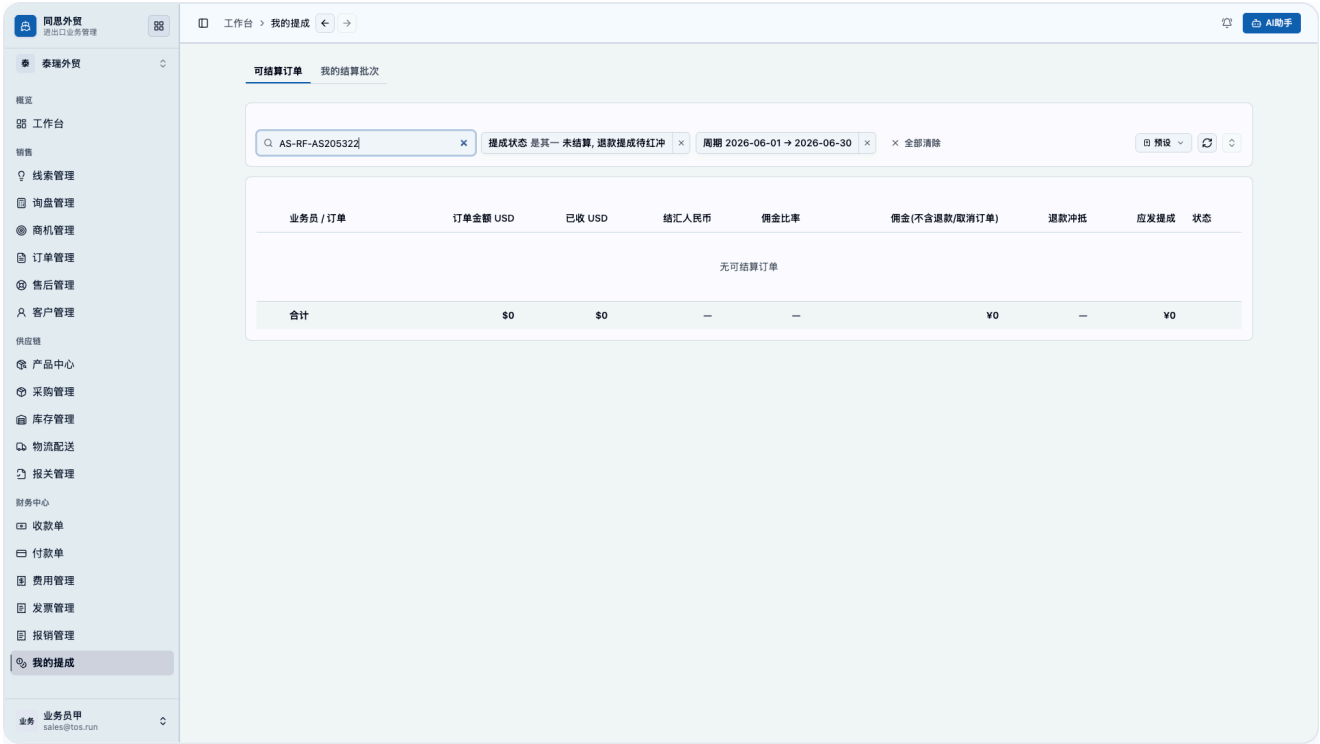 同思外贸
进出口业务管理
泰 泰瑞外贸
概览
工作台
销售
线索管理
询盘管理
商机管理
订单管理
售后管理
客户管理
供应链
产品中心
采购管理
库存管理
物流配送
报关管理
财务中心
收款单
付款单
费用管理
发票管理
报销管理
我的提成
业务 业务员甲
sales@tos.run
工作台 > 我的提成
AI助手
可结算订单 我的结算批次
AS-RF-AS205322
提成状态 是其一 未结算, 退款提成待红冲
周期 2026-06-01 → 2026-06-30
全部清除
预设
业务员 / 订单 订单金额 USD 已收 USD 结汇人民币 佣金比率 佣金(不含退款/取消订单) 退款冲抵 应发提成 状态
无可结算订单
合计 $0 $0 — — ¥0 — ¥0